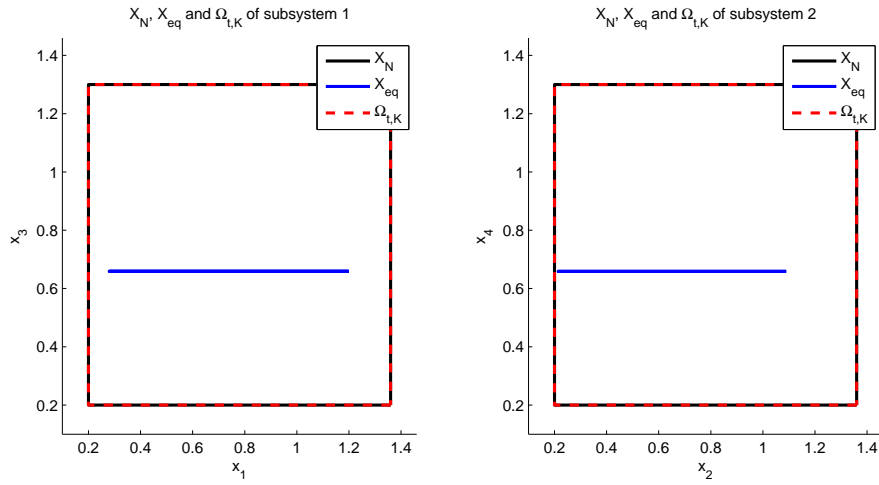 X_N, X_eq and Ω_t,K of subsystem 1
1.4
1.2
1
0.8
0.6
0.4
0.2
x_3
0.2
0.4
0.6
0.8
1
1.2
1.4
x_1
X_N
X_eq
Ω_t,K
X_N, X_eq and Ω_t,K of subsystem 2
1.4
1.2
1
0.8
0.6
0.4
0.2
x_4
0.2
0.4
0.6
0.8
1
1.2
1.4
x_2
X_N
X_eq
Ω_t,K